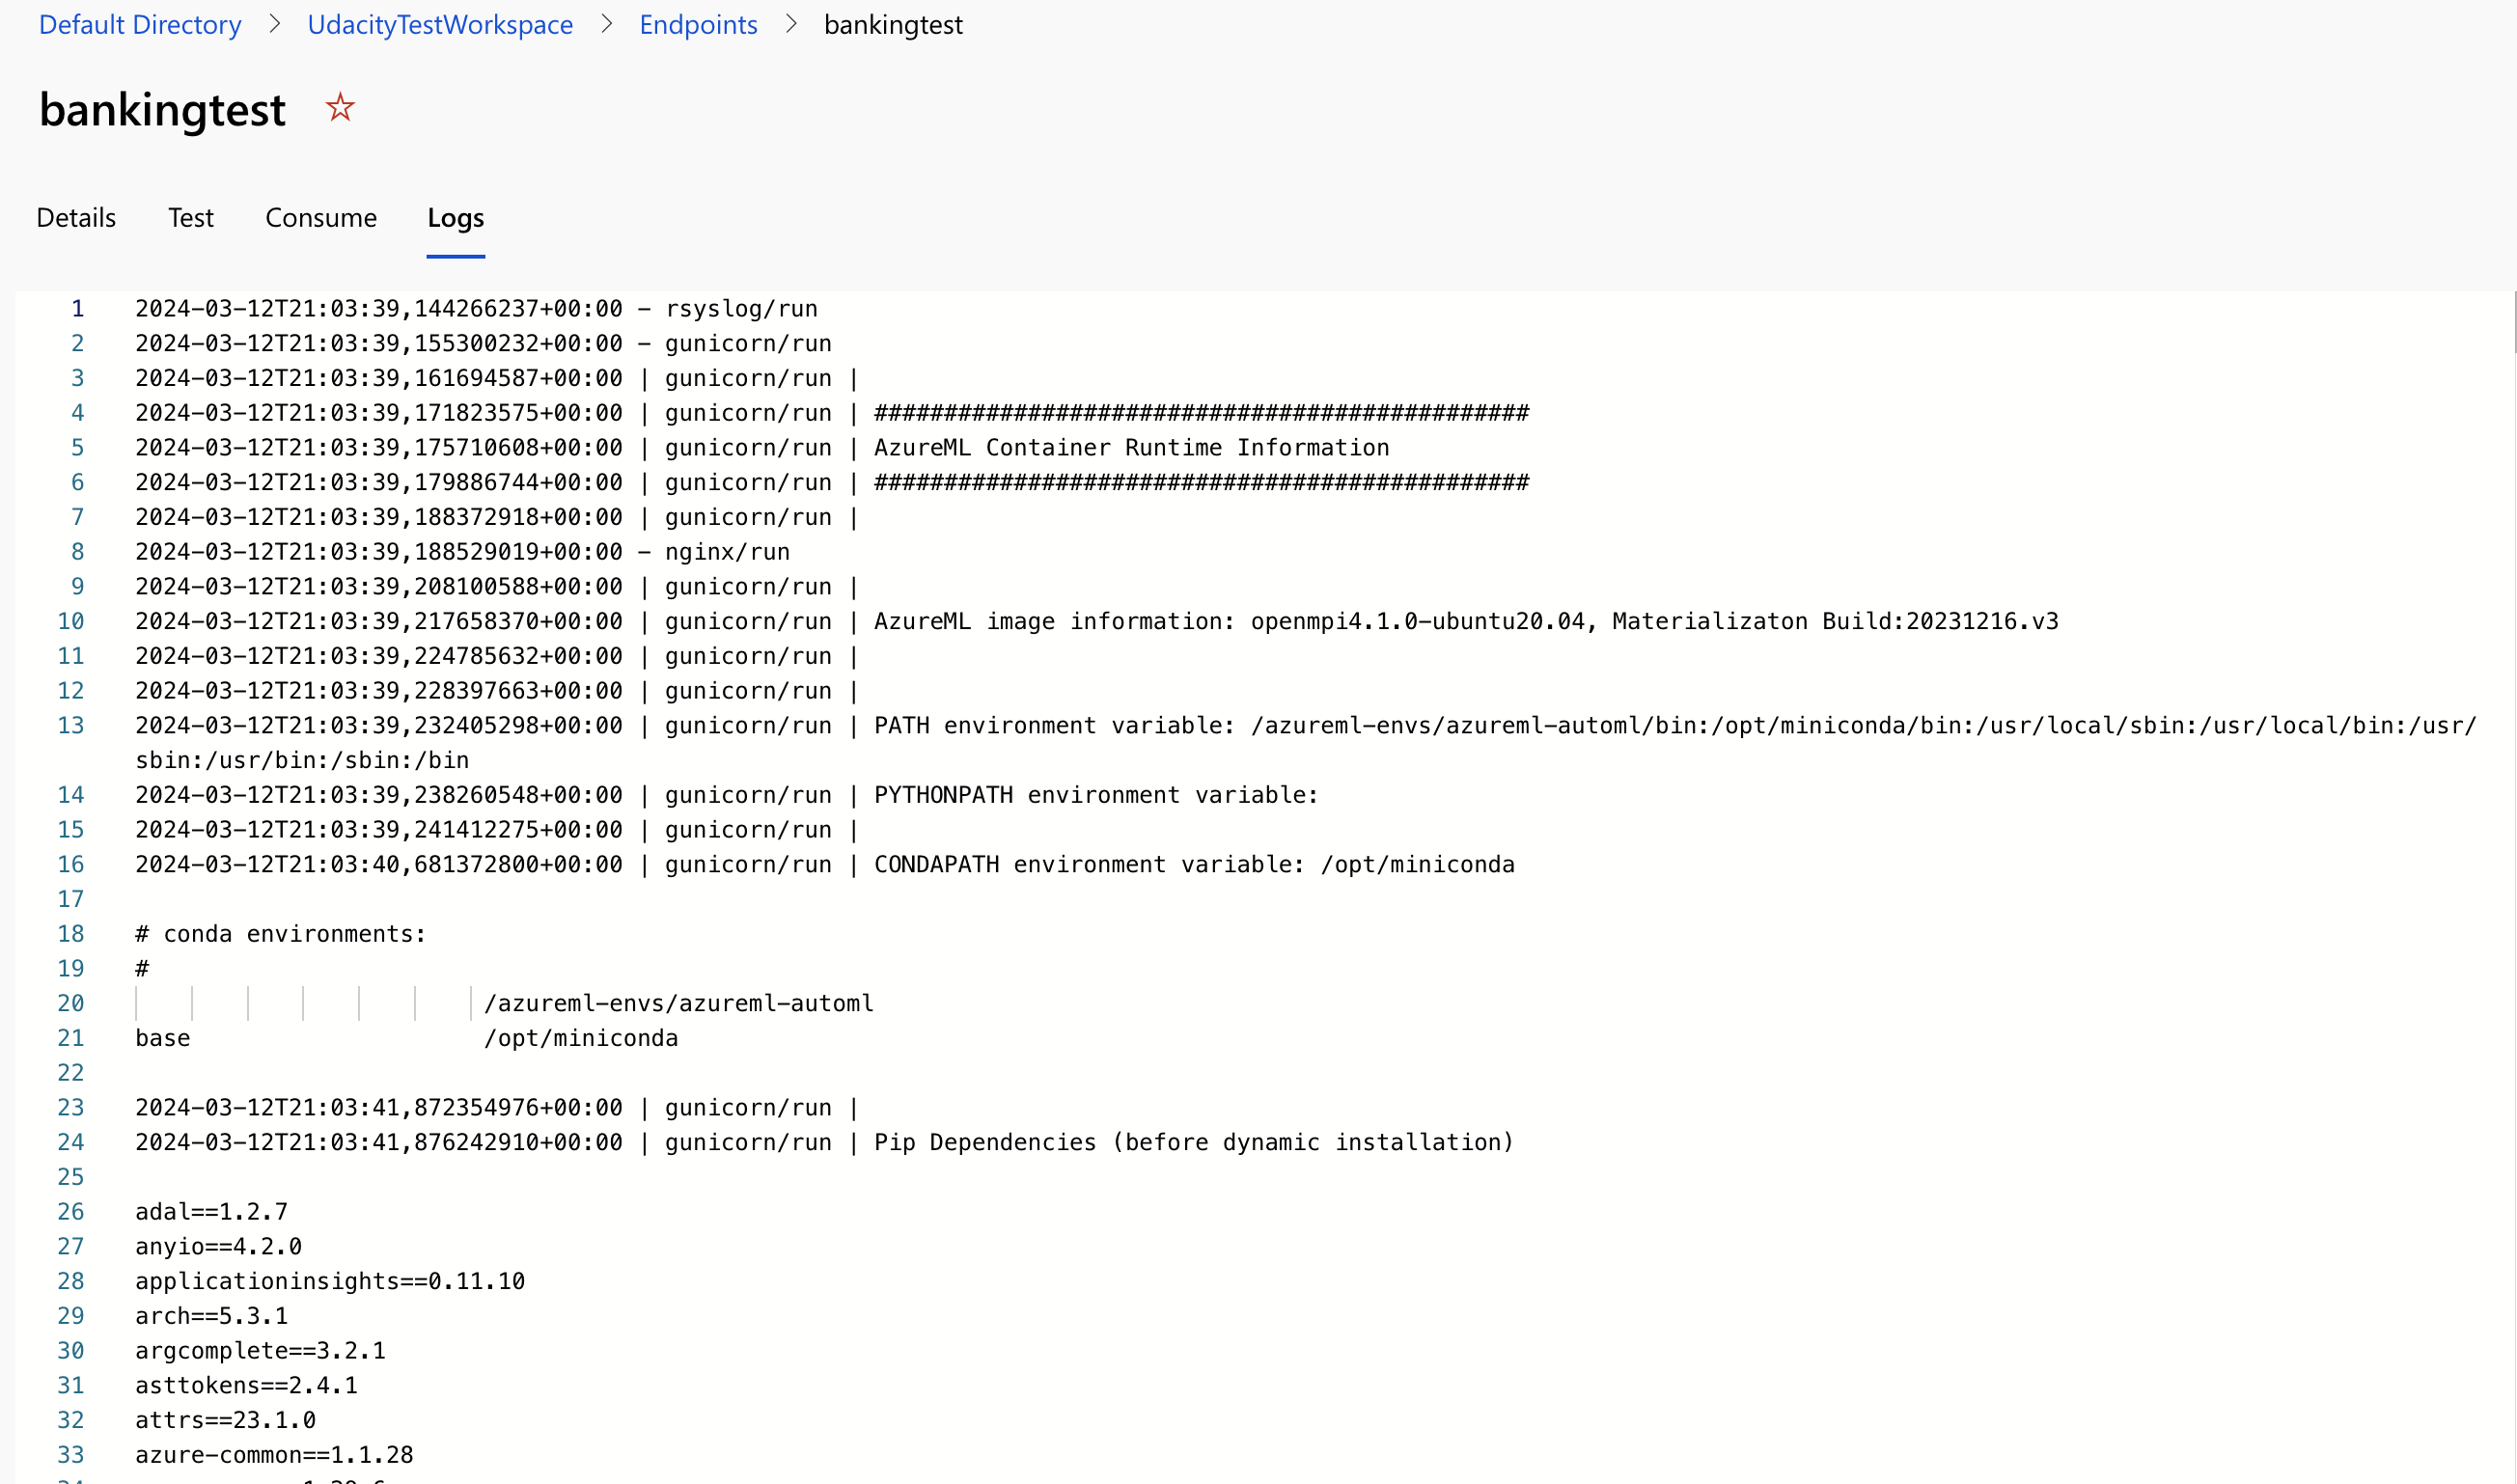 Default Directory > UdacityTestWorkspace > Endpoints > bankingtest
bankingtest ☆
Details Test Consume Logs
1 2024-03-12T21:03:39,144266237+00:00 - rsyslog/run
2 2024-03-12T21:03:39,155300232+00:00 - gunicorn/run
3 2024-03-12T21:03:39,161694587+00:00 | gunicorn/run |
4 2024-03-12T21:03:39,171823575+00:00 | gunicorn/run | ###############################################
5 2024-03-12T21:03:39,175710608+00:00 | gunicorn/run | AzureML Container Runtime Information
6 2024-03-12T21:03:39,179886744+00:00 | gunicorn/run | ###############################################
7 2024-03-12T21:03:39,188372918+00:00 | gunicorn/run |
8 2024-03-12T21:03:39,188529019+00:00 - nginx/run
9 2024-03-12T21:03:39,208100588+00:00 | gunicorn/run |
10 2024-03-12T21:03:39,217658370+00:00 | gunicorn/run | AzureML image information: openmpi4.1.0-ubuntu20.04, Materializaton Build:20231216.v3
11 2024-03-12T21:03:39,224785632+00:00 | gunicorn/run |
12 2024-03-12T21:03:39,228397663+00:00 | gunicorn/run |
13 2024-03-12T21:03:39,232405298+00:00 | gunicorn/run | PATH environment variable: /azureml-envs/azureml-automl/bin:/opt/miniconda/bin:/usr/local/sbin:/usr/local/bin:/usr/
sbin:/usr/bin:/sbin:/bin
14 2024-03-12T21:03:39,238260548+00:00 | gunicorn/run | PYTHONPATH environment variable:
15 2024-03-12T21:03:39,241412275+00:00 | gunicorn/run |
16 2024-03-12T21:03:40,681372800+00:00 | gunicorn/run | CONDAPATH environment variable: /opt/miniconda
17
18 # conda environments:
19 #
20 /azureml-envs/azureml-automl
21 base /opt/miniconda
22
23 2024-03-12T21:03:41,872354976+00:00 | gunicorn/run |
24 2024-03-12T21:03:41,876242910+00:00 | gunicorn/run | Pip Dependencies (before dynamic installation)
25
26 adal==1.2.7
27 anyio==4.2.0
28 applicationinsights==0.11.10
29 arch==5.3.1
30 argcomplete==3.2.1
31 asttokens==2.4.1
32 attrs==23.1.0
33 azure-common==1.1.28